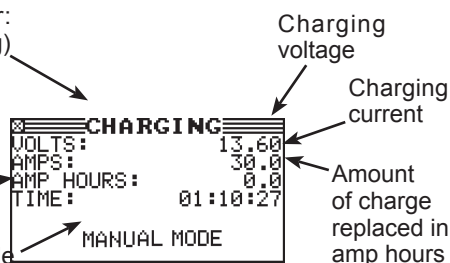 g)
Charging
voltage
Charging
current
Amount
of charge
replaced in
amp hours
CHARGING
VOLTS: 13.60
AMPS: 30.0
AMP HOURS: 0.0
TIME: 01:10:27
MANUAL MODE
e